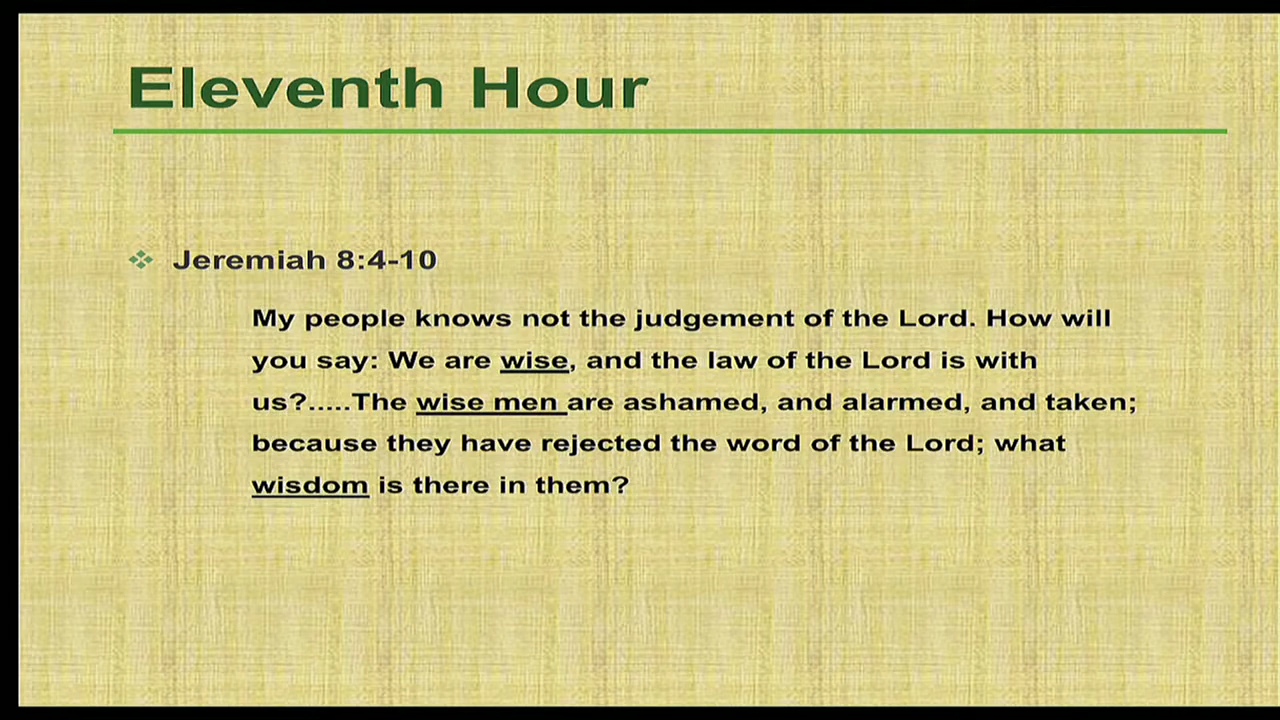 Eleventh Hour
Jeremiah 8:4-10
My people knows not the judgement of the Lord. How will
you say: We are wise, and the law of the Lord is with
us?.....The wise men are ashamed, and alarmed, and taken;
because they have rejected the word of the Lord; what
wisdom is there in them?